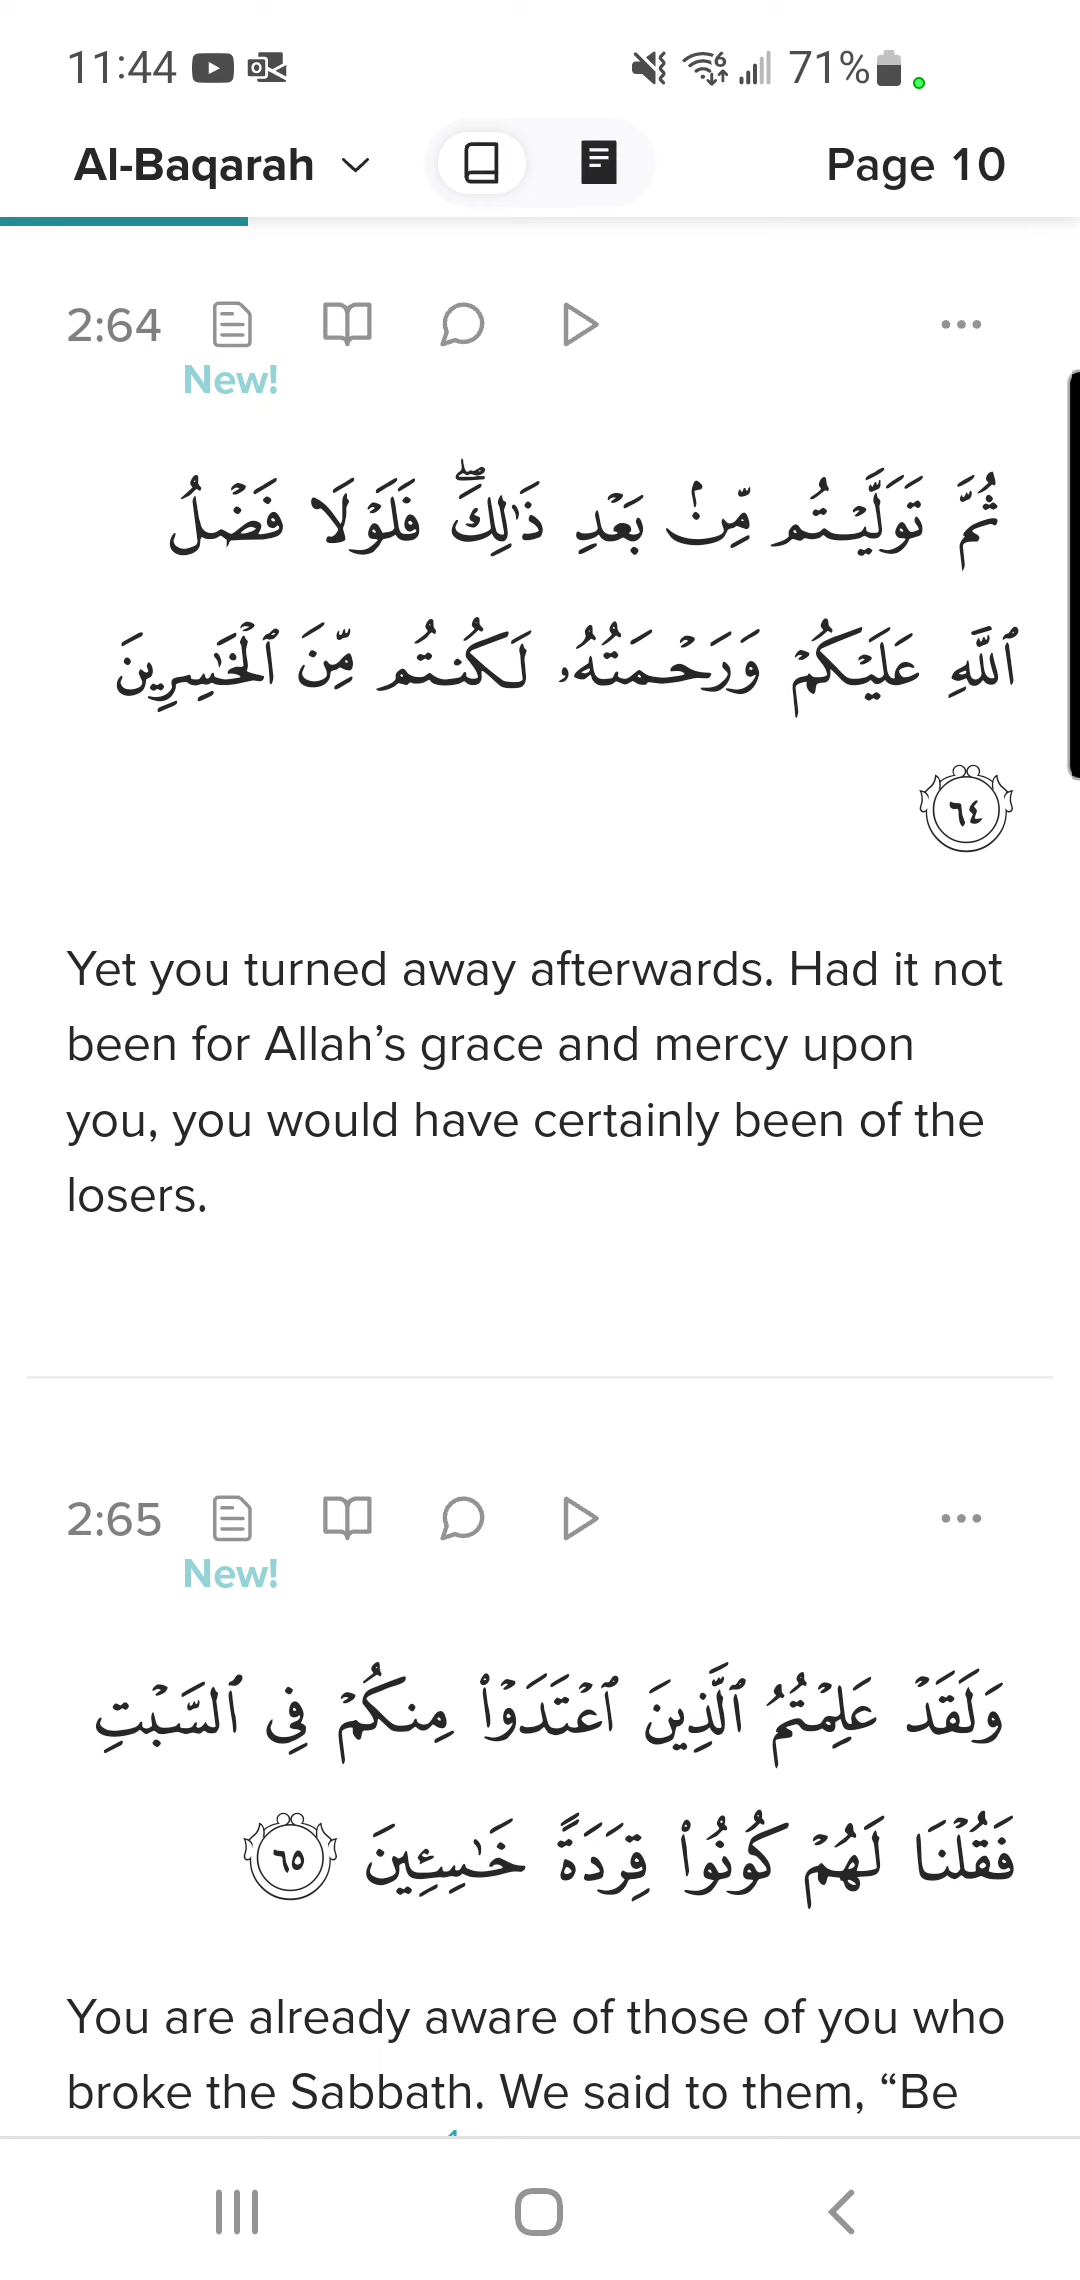 11:44 71%
Al-Baqarah Page 10
2:64
New!
ثُمَّ تَوَلَّيْتُم مِّنۢ بَعْدِ ذَٰلِكَ ۖ فَلَوْلَا فَضْلُ
ٱللَّهِ عَلَيْكُمْ وَرَحْمَتُهُۥ لَكُنتُم مِّنَ ٱلْخَـٰسِرِينَ
٦٤
Yet you turned away afterwards. Had it not
been for Allah’s grace and mercy upon
you, you would have certainly been of the
losers.
2:65
New!
وَلَقَدْ عَلِمْتُمُ ٱلَّذِينَ ٱعْتَدَوْا۟ مِنكُمْ فِى ٱلسَّبْتِ
فَقُلْنَا لَهُمْ كُونُوا۟ قِرَدَةً خَـٰسِـِٔينَ ٦٥
You are already aware of those of you who
broke the Sabbath. We said to them, “Be